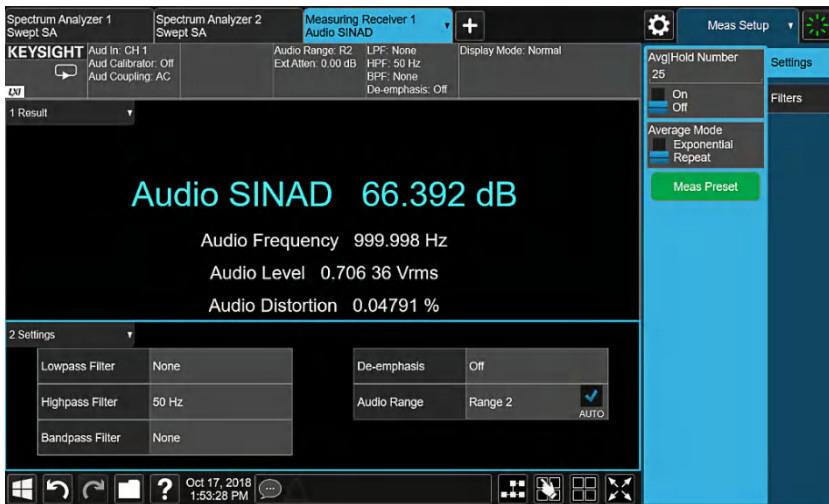 Spectrum Analyzer 1
Swept SA
Spectrum Analyzer 2
Swept SA
Measuring Receiver 1
Audio SINAD
Meas Setup
KEYSIGHT
LXI
Aud In: CH 1
Aud Calibrator: Off
Aud Coupling: AC
Audio Range: R2
Ext Atten: 0.00 dB
LPF: None
HPF: 50 Hz
BPF: None
De-emphasis: Off
Display Mode: Normal
Avg|Hold Number
25
On
Off
Average Mode
Exponential
Repeat
Meas Preset
Settings
Filters
1 Result
Audio SINAD 66.392 dB
Audio Frequency 999.998 Hz
Audio Level 0.706 36 Vrms
Audio Distortion 0.04791 %
2 Settings
Lowpass Filter None
Highpass Filter 50 Hz
Bandpass Filter None
De-emphasis Off
Audio Range Range 2
AUTO
?
Oct 17, 2018
1:53:28 PM